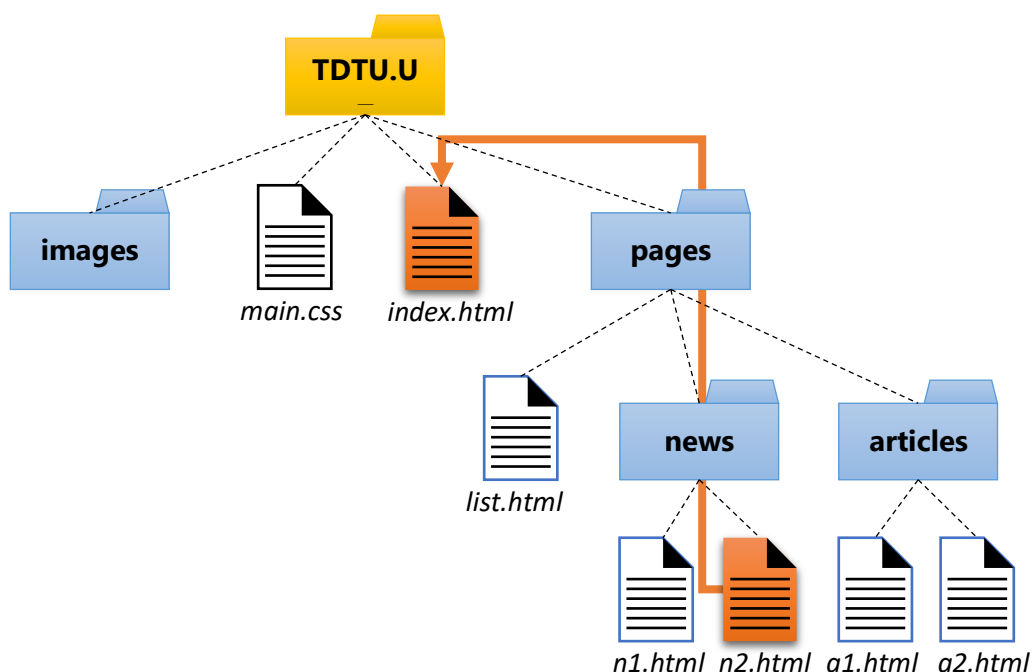 TDTU.U
_
images
main.css
index.html
pages
list.html
news
articles
n1.html
n2.html
a1.html
a2.html